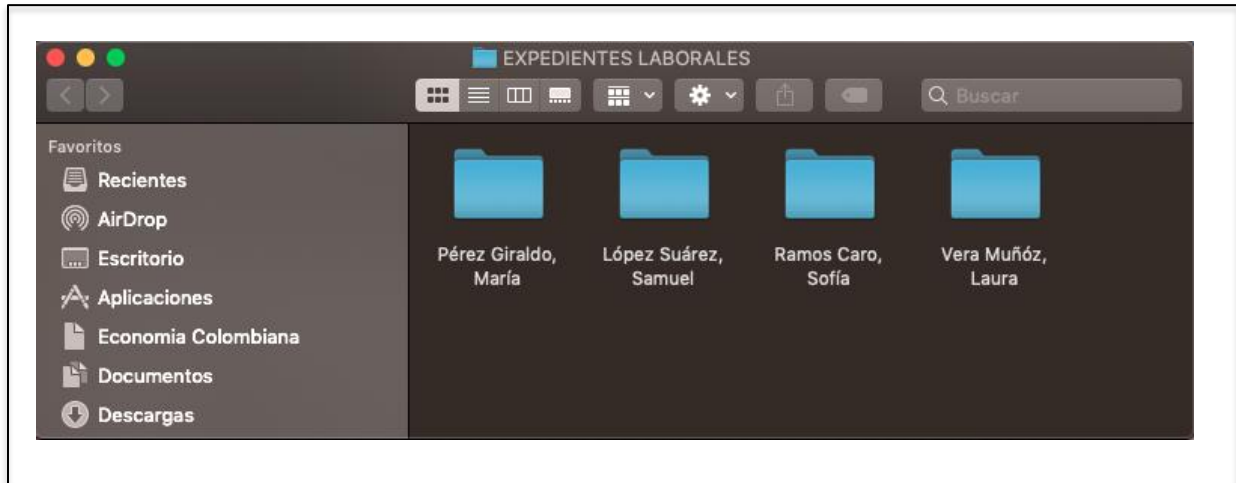 EXPEDIENTES LABORALES
Buscar
Favoritos
Recientes
AirDrop
Escritorio
Aplicaciones
Economia Colombiana
Documentos
Descargas
Pérez Giraldo,
María
López Suárez,
Samuel
Ramos Caro,
Sofía
Vera Muñóz,
Laura